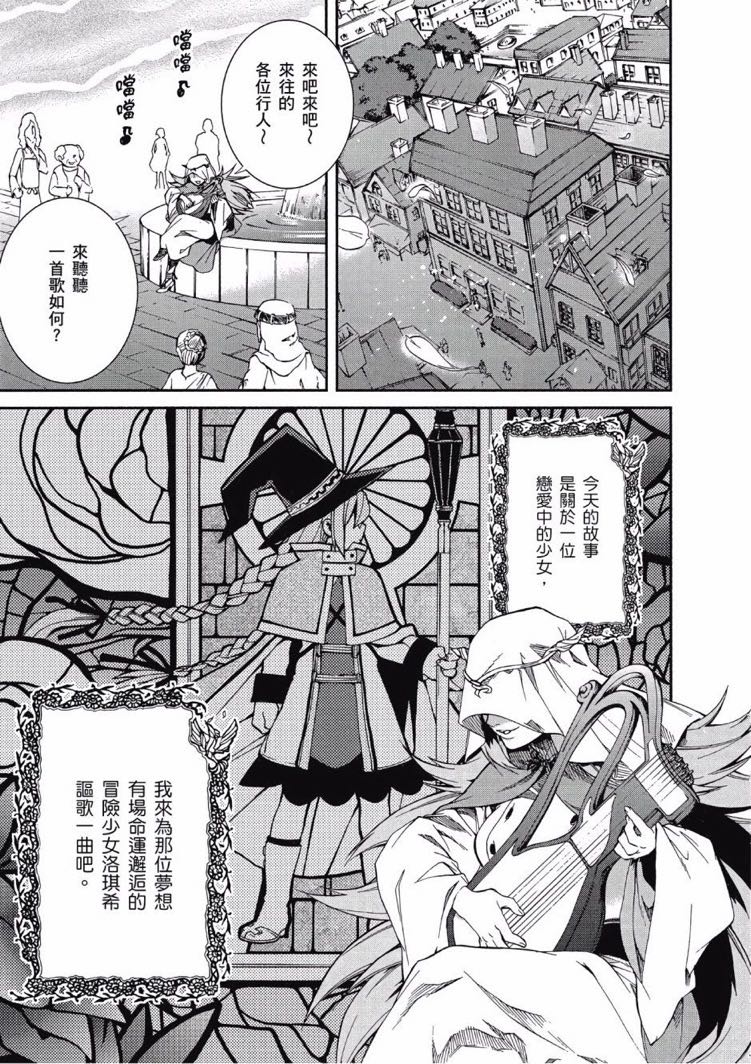 來吧來吧～
來往的
各位行人～
噹噹♪
噹噹♪
來聽聽
一首歌如何？
今天的故事
是關於一位
戀愛中的少女，
我來為那位夢想
有場命運邂逅的
冒險少女洛琪希
謳歌一曲吧。